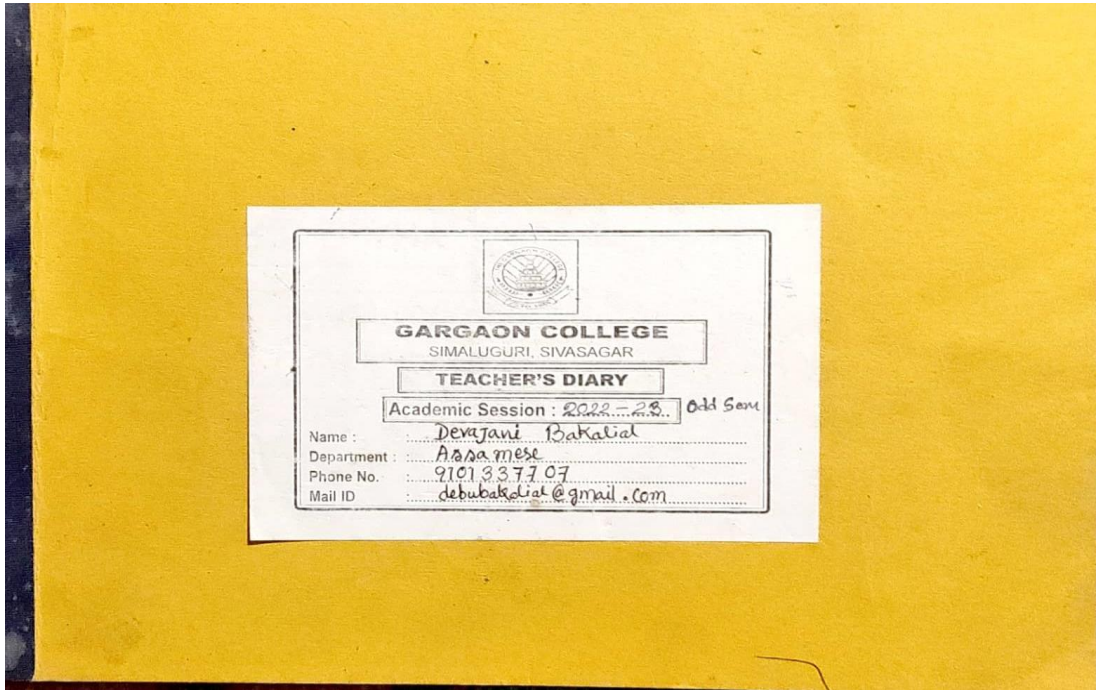 GARGAON COLLEGE
SIMALUGURI, SIVASAGAR
TEACHER'S DIARY
Academic Session : 2022-23 Odd Sem
Name : Devajani Bakalial
Department : Assamese
Phone No. : 9101337707
Mail ID : debubakalial@gmail.com